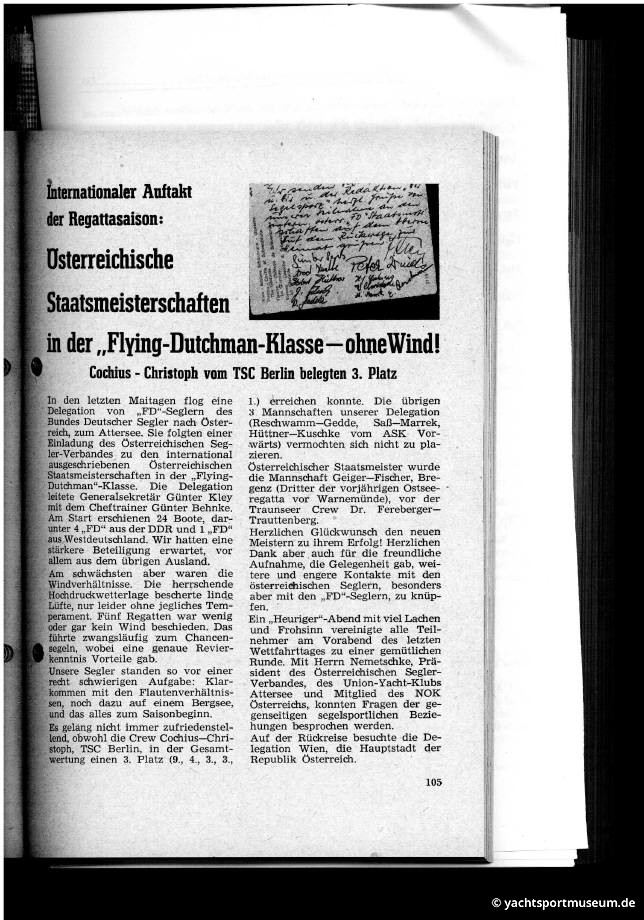 Internationaler Auftakt
der Regattasaison:
Österreichische
Staatsmeisterschaften
in der „Flying-Dutchman-Klasse—ohne Wind!
Cochius - Christoph vom TSC Berlin belegten 3. Platz
In den letzten Maitagen flog eine
Delegation von „FD“-Seglern des
Bundes Deutscher Segler nach Öster-
reich, zum Attersee. Sie folgten einer
Einladung des Österreichischen Seg-
ler-Verbandes zu den international
ausgeschriebenen Österreichischen
Staatsmeisterschaften in der „Flying-
Dutchman“-Klasse. Die Delegation
leitete Generalsekretär Günter Kley
mit dem Cheftrainer Günter Behnke.
Am Start erschienen 24 Boote, dar-
unter 4 „FD“ aus der DDR und 1 „FD“
aus Westdeutschland. Wir hatten eine
stärkere Beteiligung erwartet, vor
allem aus dem übrigen Ausland.
Am schwächsten aber waren die
Windverhältnisse. Die herrschende
Hochdruckwetterlage bescherte linde
Lüfte, nur leider ohne jegliches Tem-
perament. Fünf Regatten war wenig
oder gar kein Wind beschieden. Das
führte zwangsläufig zum Chancen-
segeln, wobei eine genaue Revier-
kenntnis Vorteile gab.
Unsere Segler standen so vor einer
recht schwierigen Aufgabe: Klar-
kommen mit den Flautenverhältnis-
sen, noch dazu auf einem Bergsee,
und das alles zum Saisonbeginn.
Es gelang nicht immer zufriedenstel-
lend, obwohl die Crew Cochius—Chri-
stoph, TSC Berlin, in der Gesamt-
wertung einen 3. Platz (9., 4., 3., 3.,
1.) erreichen konnte. Die übrigen
3 Mannschaften unserer Delegation
(Reschwamm—Gedde, Saß—Marrek,
Hüttner—Kuschke vom ASK Vor-
wärts) vermochten sich nicht zu pla-
zieren.
Österreichischer Staatsmeister wurde
die Mannschaft Geiger—Fischer, Bre-
genz (Dritter der vorjährigen Ostsee-
regatta vor Warnemünde), vor der
Traunseer Crew Dr. Fereberger-
Trauttenberg.
Herzlichen Glückwunsch den neuen
Meistern zu ihrem Erfolg! Herzlichen
Dank aber auch für die freundliche
Aufnahme, die Gelegenheit gab, wei-
tere und engere Kontakte mit den
österreichischen Seglern, besonders
aber mit den „FD“-Seglern, zu knüp-
fen.
Ein „Heuriger“-Abend mit viel Lachen
und Frohsinn vereinigte alle Teil-
nehmer am Vorabend des letzten
Wettfahrttages zu einer gemütlichen
Runde. Mit Herrn Nemetschke, Prä-
sident des Österreichischen Segler-
Verbandes, des Union-Yacht-Klubs
Attersee und Mitglied des NOK
Österreichs, konnten Fragen der ge-
genseitigen segelsportlichen Bezie-
hungen besprochen werden.
Auf der Rückreise besuchte die De-
legation Wien, die Hauptstadt der
Republik Österreich.
105
© yachtsportmuseum.de